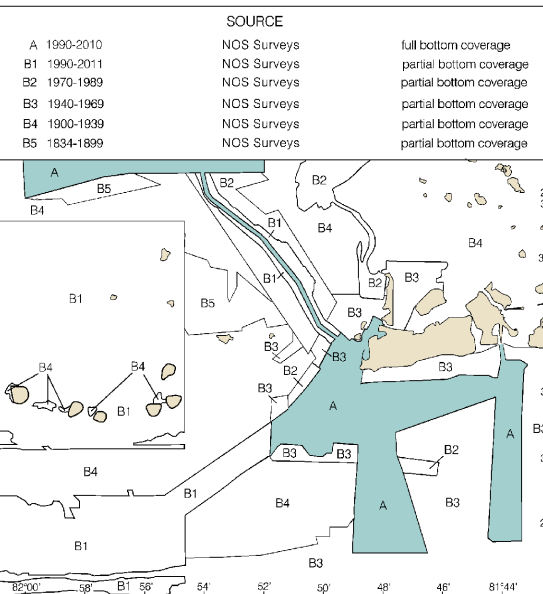 SOURCE
A 1990-2010 NOS Surveys full bottom coverage
B1 1990-2011 NOS Surveys partial bottom coverage
B2 1970-1989 NOS Surveys partial bottom coverage
B3 1940-1969 NOS Surveys partial bottom coverage
B4 1900-1939 NOS Surveys partial bottom coverage
B5 1834-1899 NOS Surveys partial bottom coverage
A
B5
B4
B2
B2
B1
B4
B4
B1
B2
B3
B1
B5
B3
B3
B3
B3
B4
B4
B2
B3
B1
A
A
B3
B3
B3
B2
B4
B1
B4
A
B3
B1
B3
82°00' 58' B1 56' 54' 52' 50' 48' 46' 81°44'